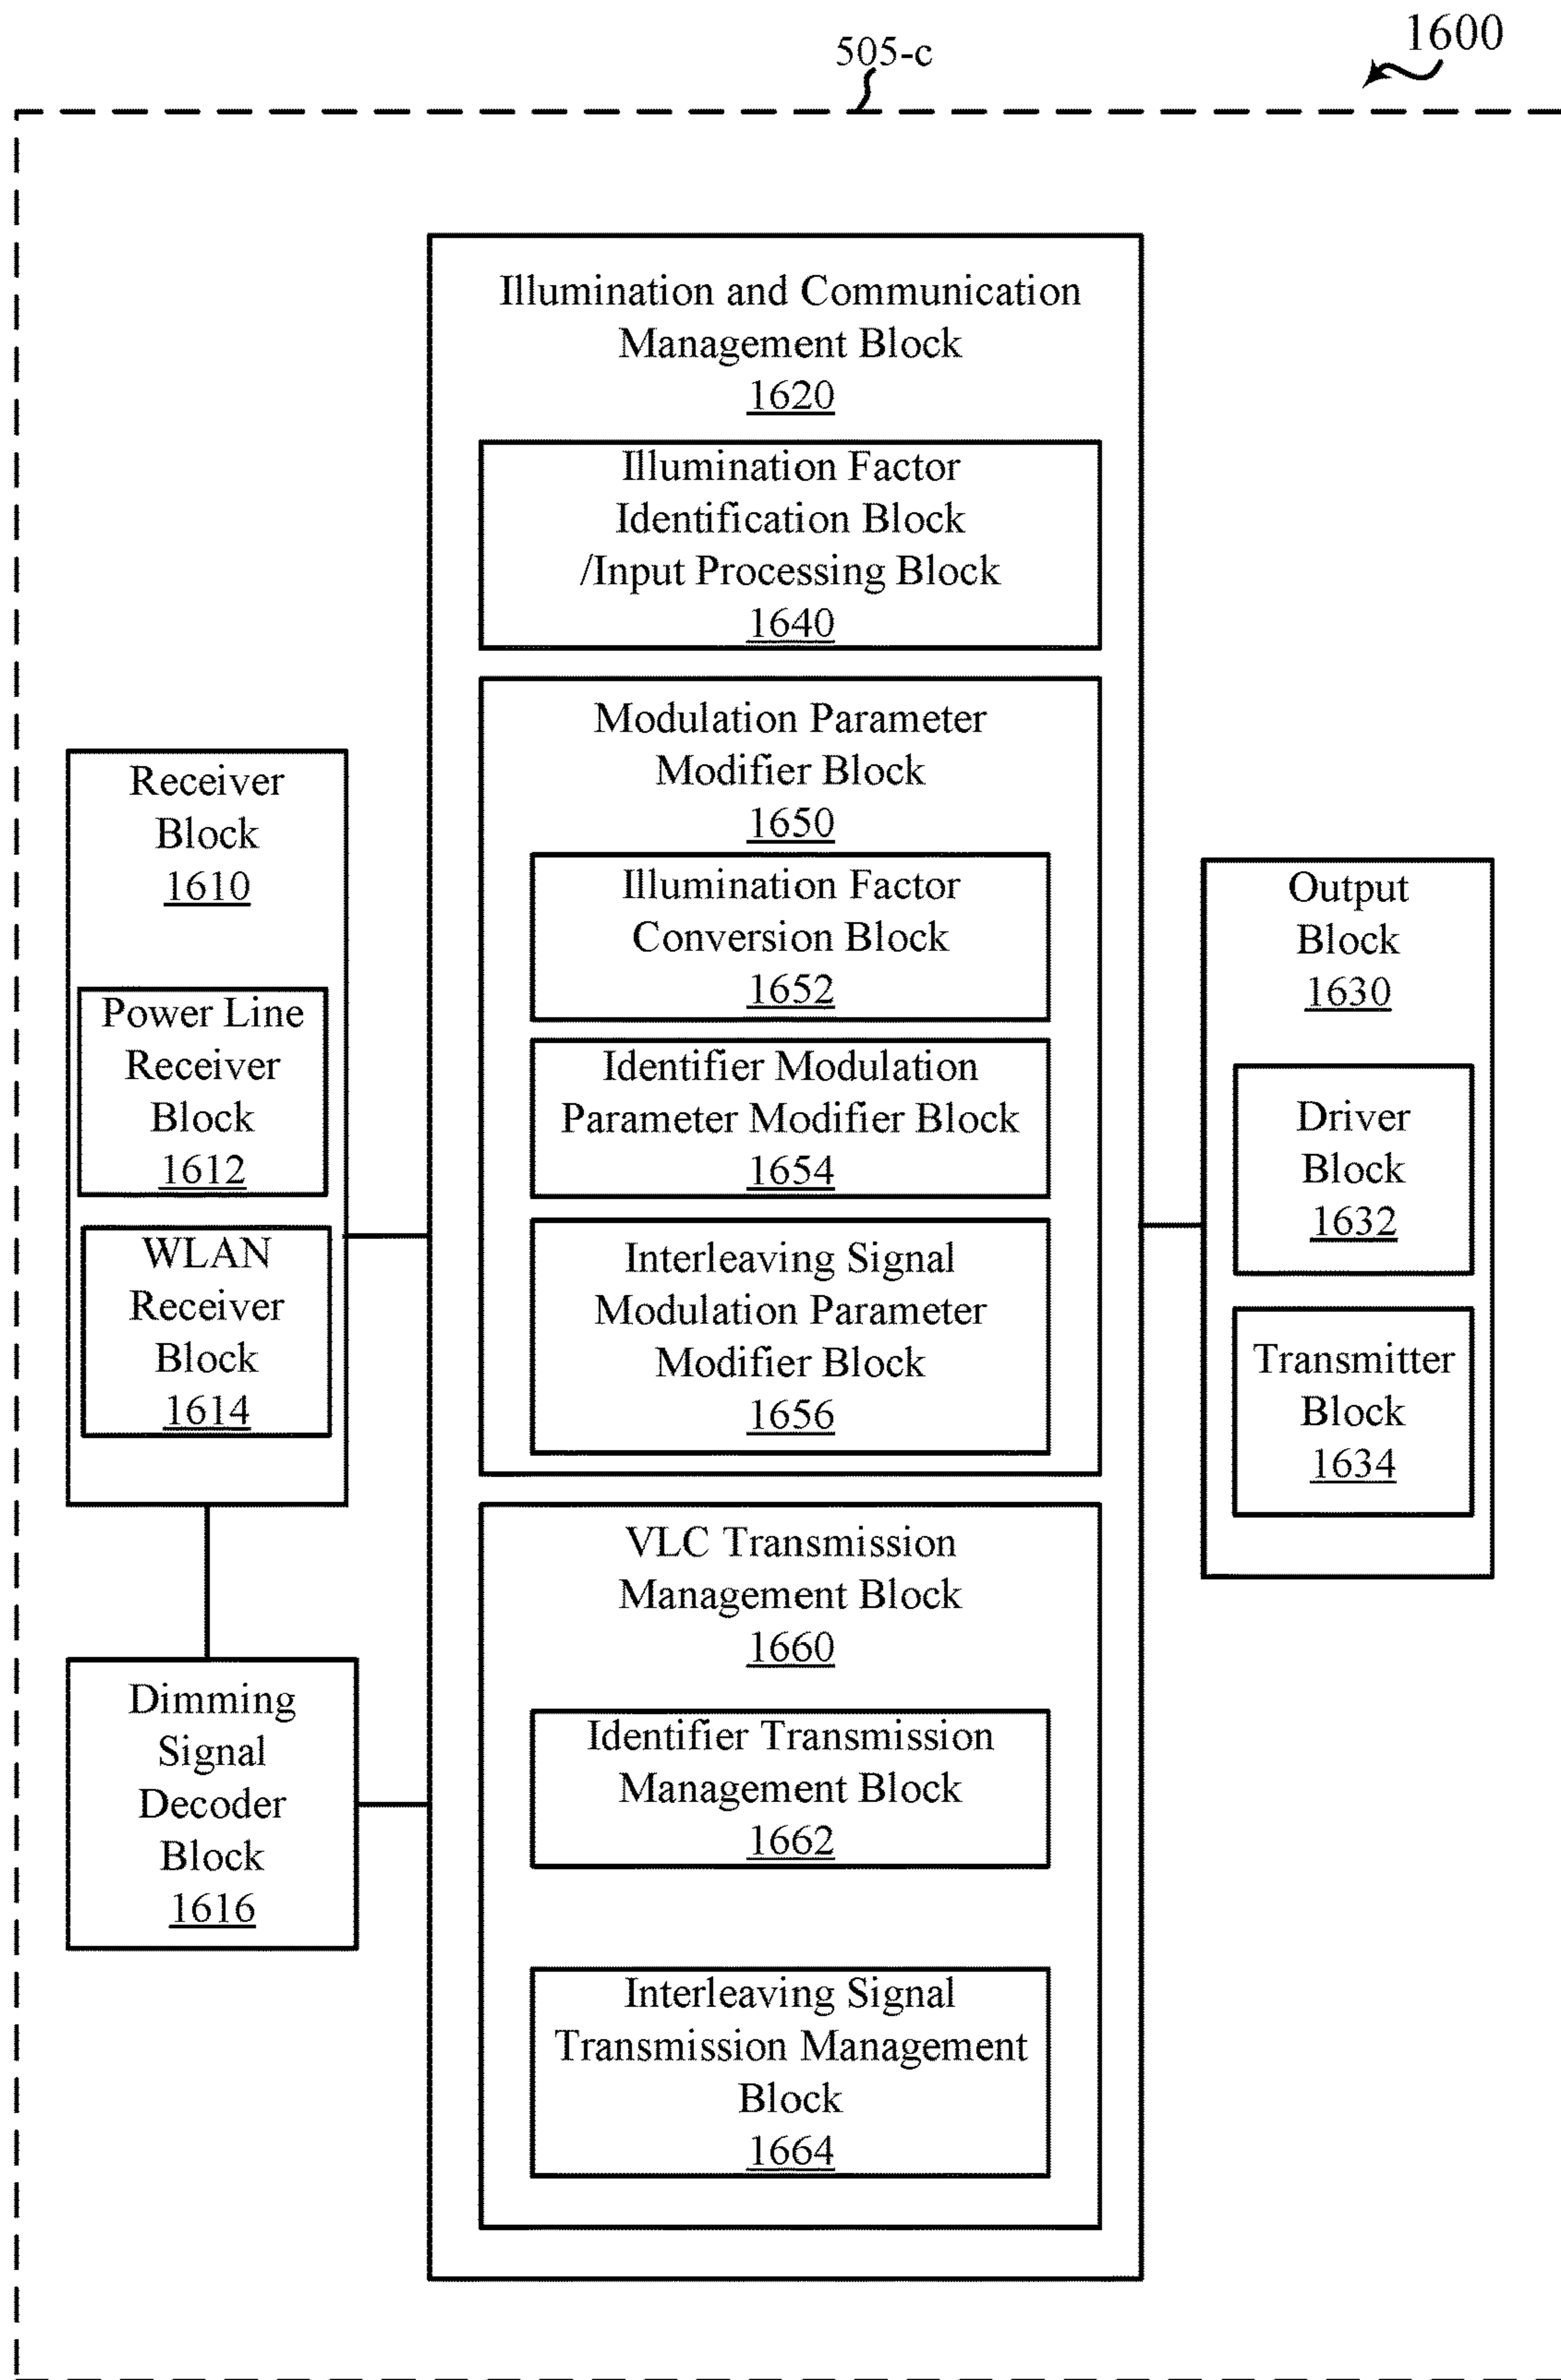 1600
505-c
Illumination and Communication
Management Block
1620
Illumination Factor
Identification Block
/Input Processing Block
1640
Modulation Parameter
Modifier Block
1650
Illumination Factor
Conversion Block
1652
Identifier Modulation
Parameter Modifier Block
1654
Interleaving Signal
Modulation Parameter
Modifier Block
1656
VLC Transmission
Management Block
1660
Identifier Transmission
Management Block
1662
Interleaving Signal
Transmission Management
Block
1664
Receiver
Block
1610
Power Line
Receiver
Block
1612
WLAN
Receiver
Block
1614
Dimming
Signal
Decoder
Block
1616
Output
Block
1630
Driver
Block
1632
Transmitter
Block
1634